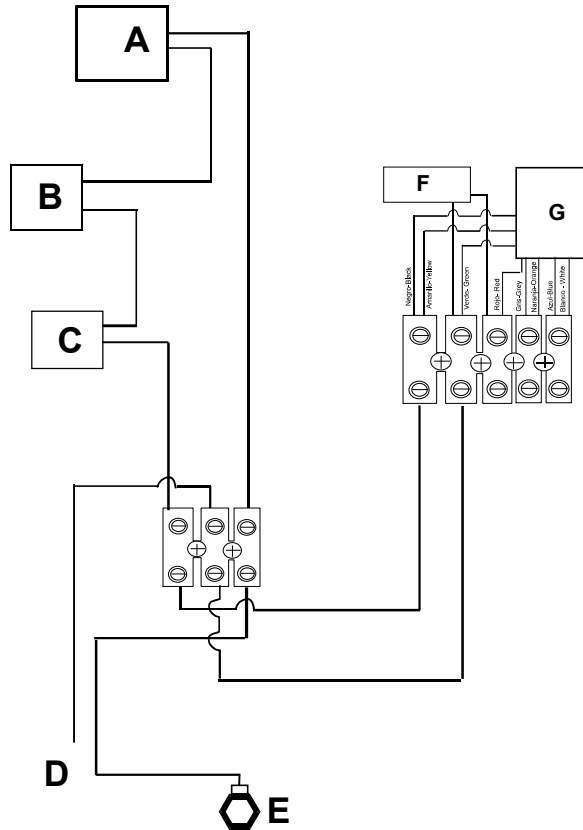 A
B
C
D
E
F
G
Negro-Black
Amarillo-Yellow
Verde- Green
Rojo- Red
Gris-Grey
Naranja-Orange
Azul-Blue
Blanco - White